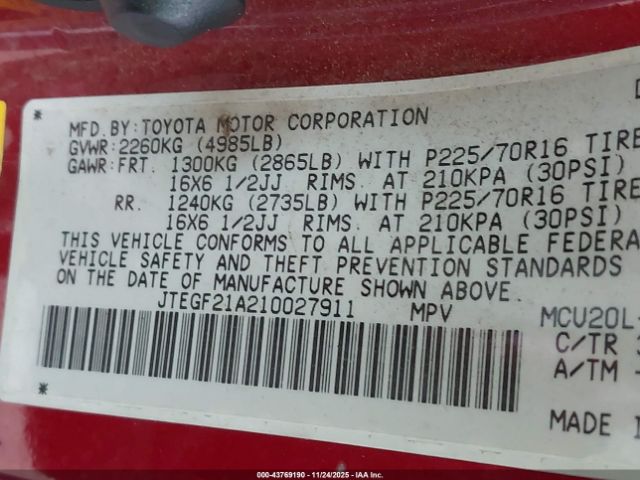 MFD.BY:TOYOTA MOTOR CORPORATION
GVWR:2260KG (4985LB)
GAWR:FRT. 1300KG (2865LB) WITH P225/70R16 TIRE
16X6 1/2JJ RIMS. AT 210KPA (30PSI)
RR. 1240KG (2735LB) WITH P225/70R16 TIRE
16X6 1/2JJ RIMS. AT 210KPA (30PSI)
THIS VEHICLE CONFORMS TO ALL APPLICABLE FEDERA
VEHICLE SAFETY AND THEFT PREVENTION STANDARDS
ON THE DATE OF MANUFACTURE SHOWN ABOVE.
JTEGF21A210027911 MPV MCU20L-
C/TR
A/TM -
MADE
000-43769190 - 11/24/2025 - IAA Corp.